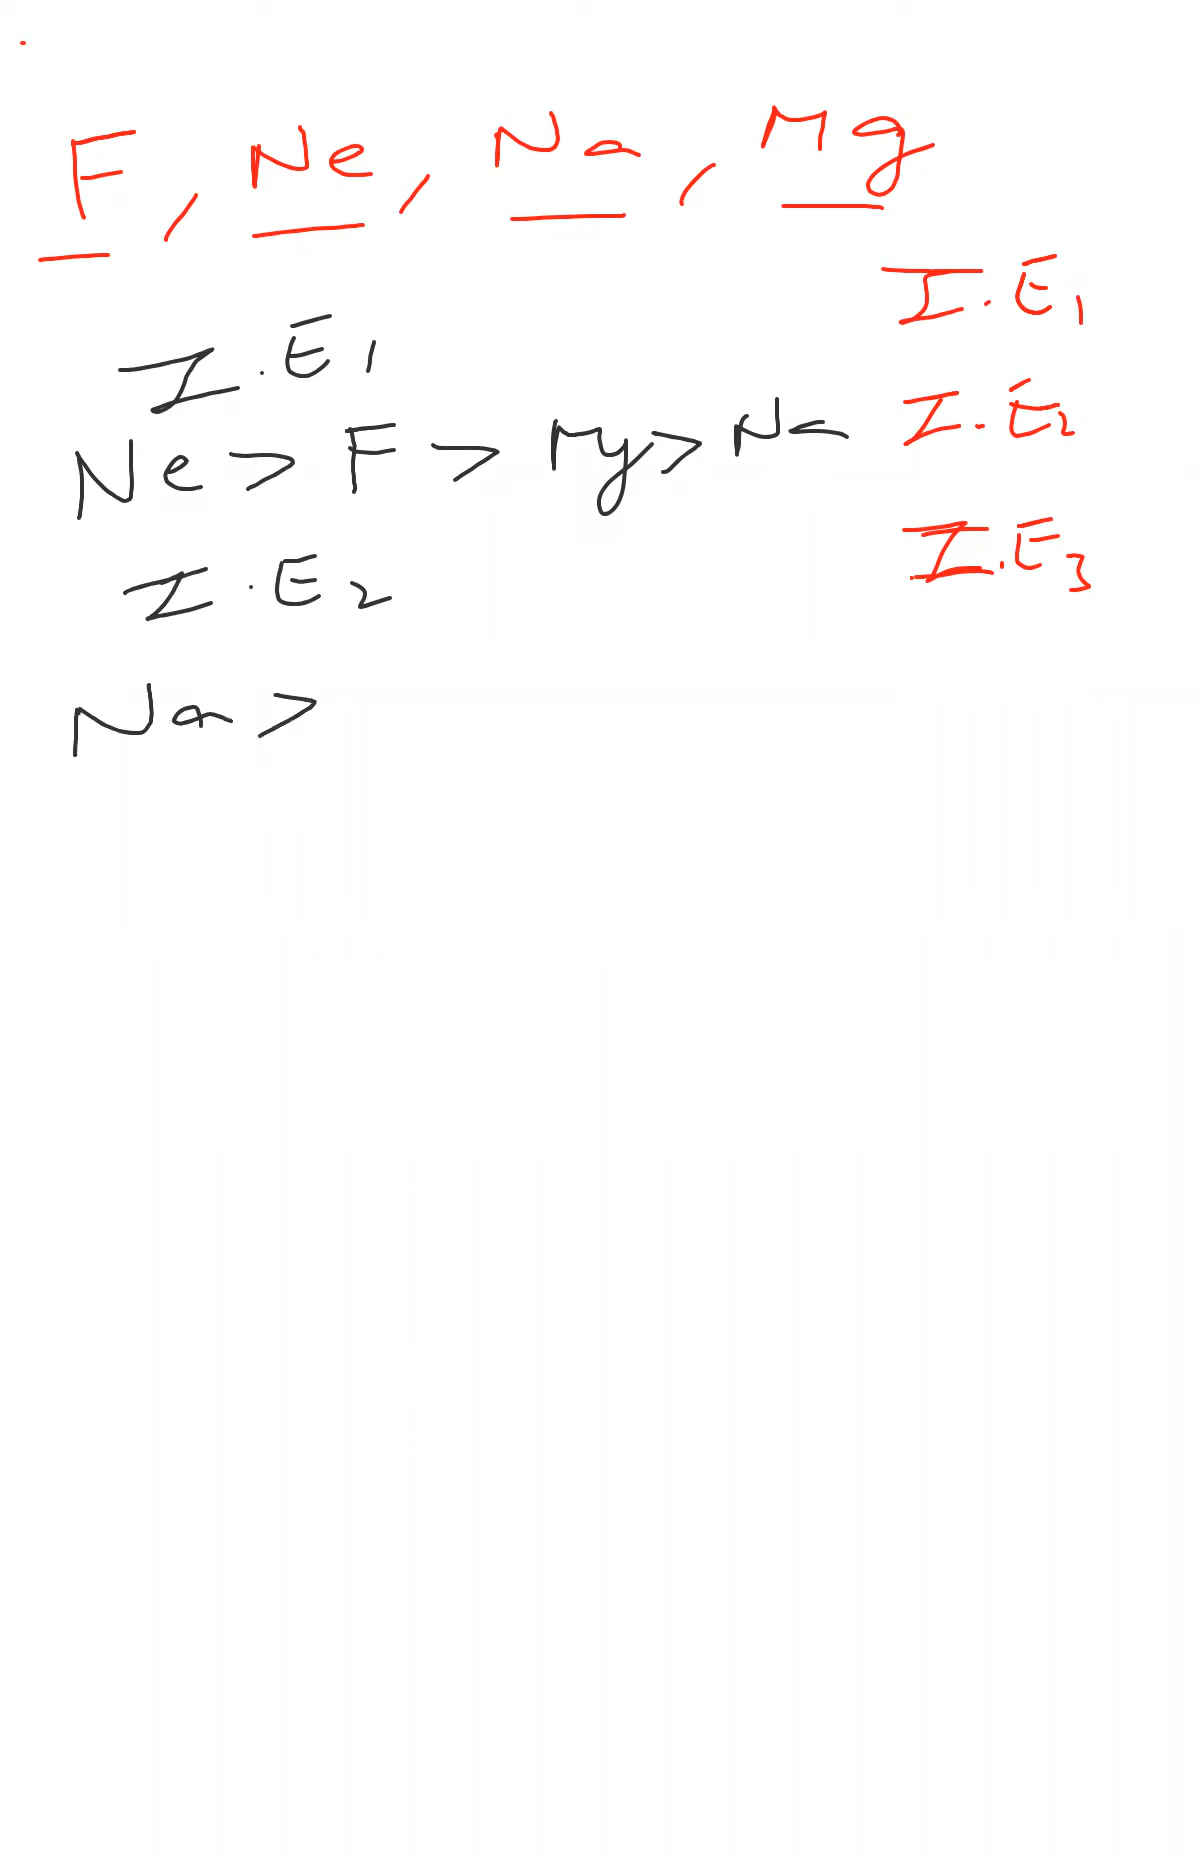 F, Ne, Na, Mg
I.E1
I.E2
I.E3
I.E1
Ne > F > Mg > Na
I.E2
Na >